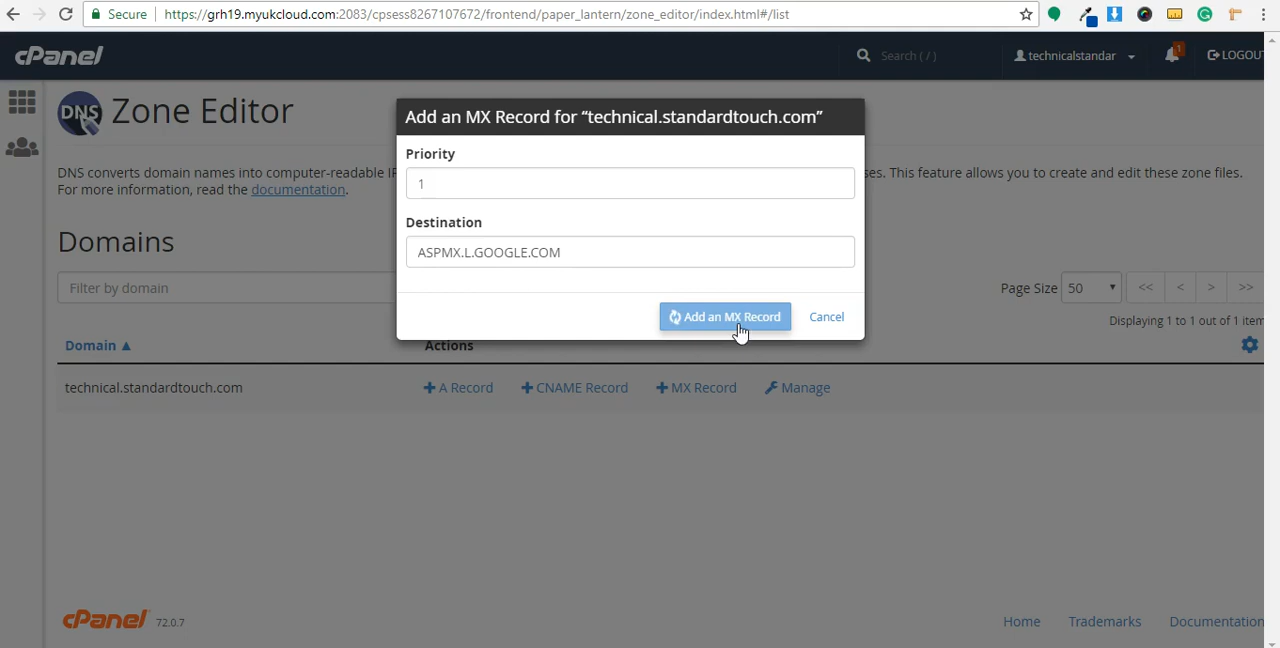 Secure https://grh19.myukcloud.com:2083/cpsess8267107672/frontend/paper_lantern/zone_editor/index.html#/list
cPanel
Search ( / )
technicalstandar
1
LOGOUT
DNS Zone Editor
DNS converts domain names into computer-readable I
ses. This feature allows you to create and edit these zone files.
For more information, read the documentation.
Add an MX Record for “technical.standardtouch.com”
Priority
1
Destination
ASPMX.L.GOOGLE.COM
Add an MX Record
Cancel
Domains
Filter by domain
Page Size 50 << < > >>
Displaying 1 to 1 out of 1 item
Domain ▲ Actions
technical.standardtouch.com + A Record + CNAME Record + MX Record Manage
cPanel 72.0.7
Home Trademarks Documentation